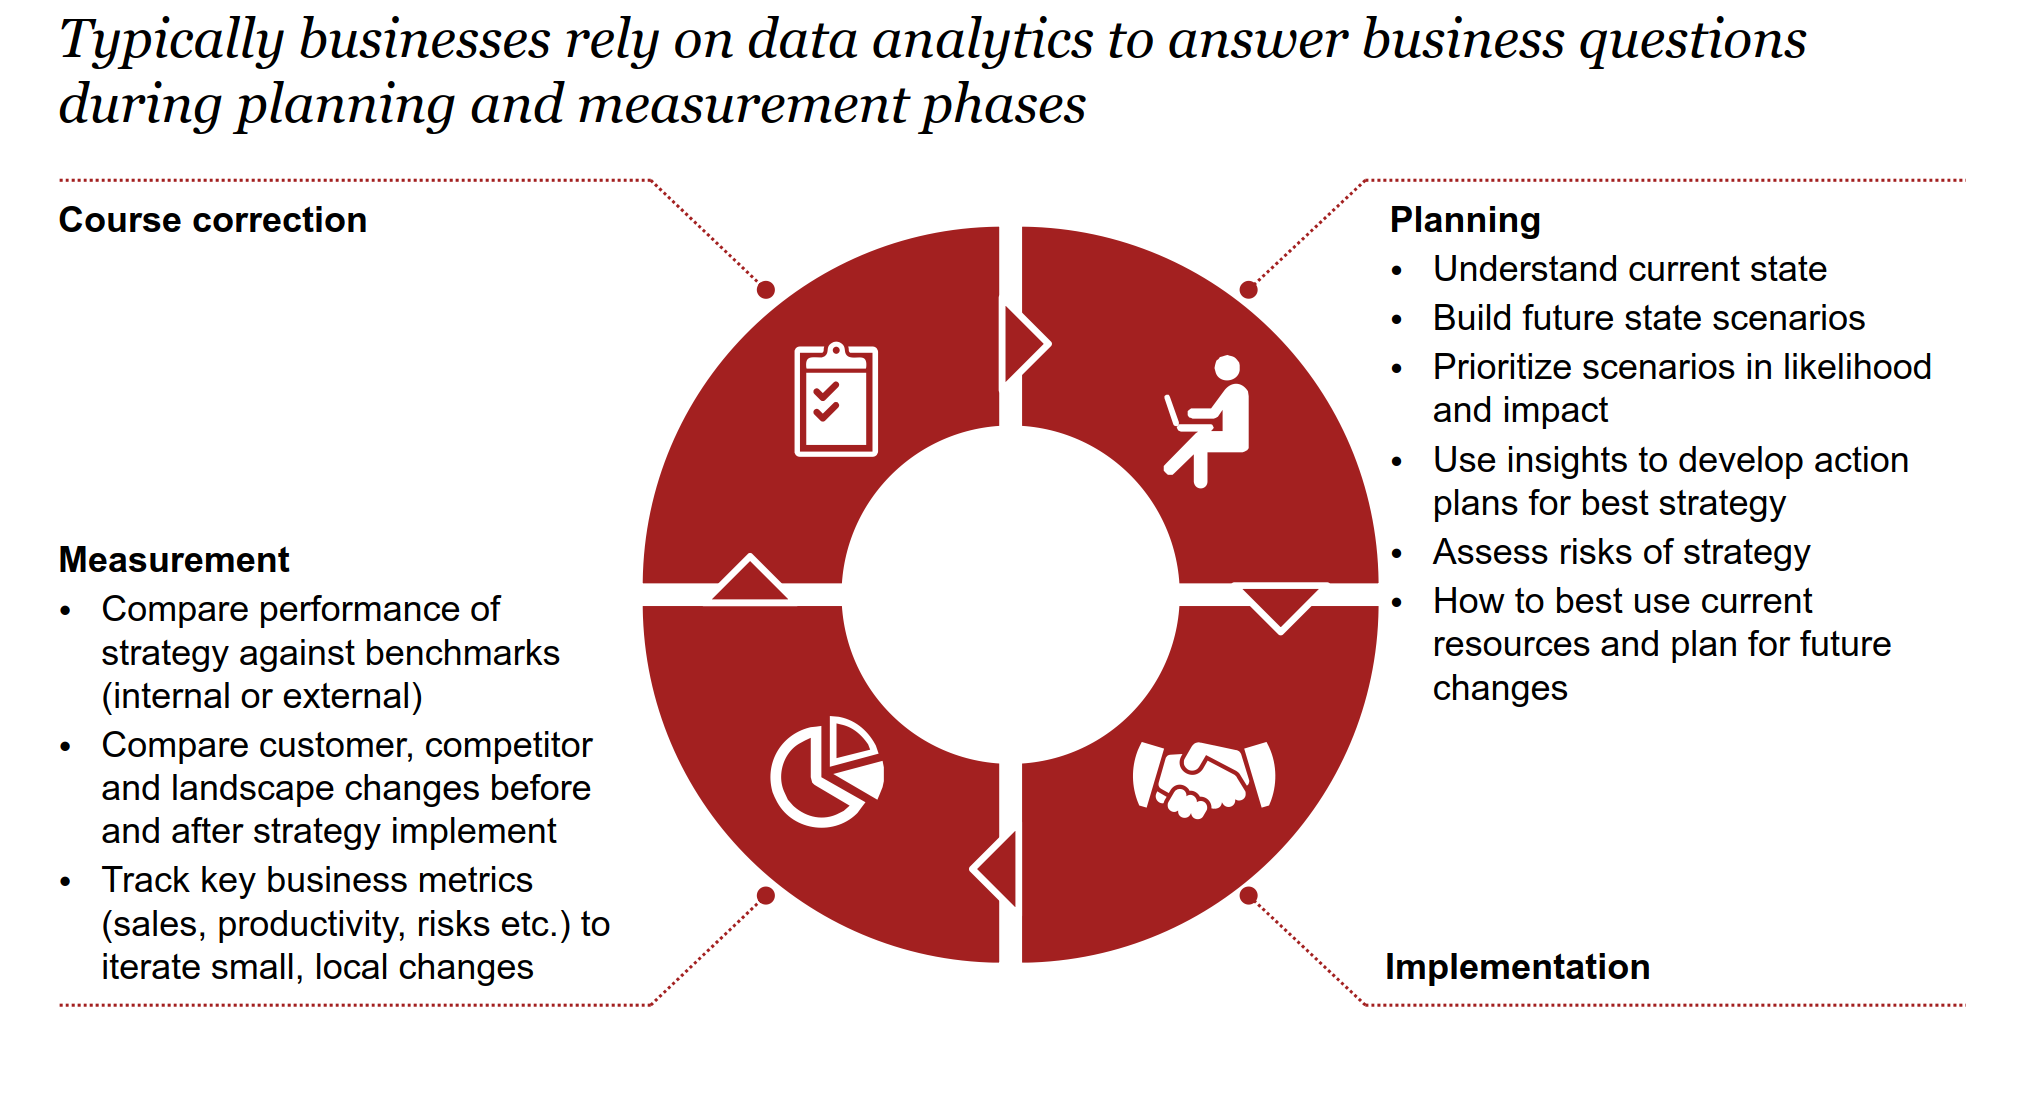 Typically businesses rely on data analytics to answer business questions
during planning and measurement phases
Course correction
Planning
• Understand current state
• Build future state scenarios
• Prioritize scenarios in likelihood
and impact
• Use insights to develop action
plans for best strategy
• Assess risks of strategy
• How to best use current
resources and plan for future
changes
Measurement
• Compare performance of
strategy against benchmarks
(internal or external)
• Compare customer, competitor
and landscape changes before
and after strategy implement
• Track key business metrics
(sales, productivity, risks etc.) to
iterate small, local changes
Implementation